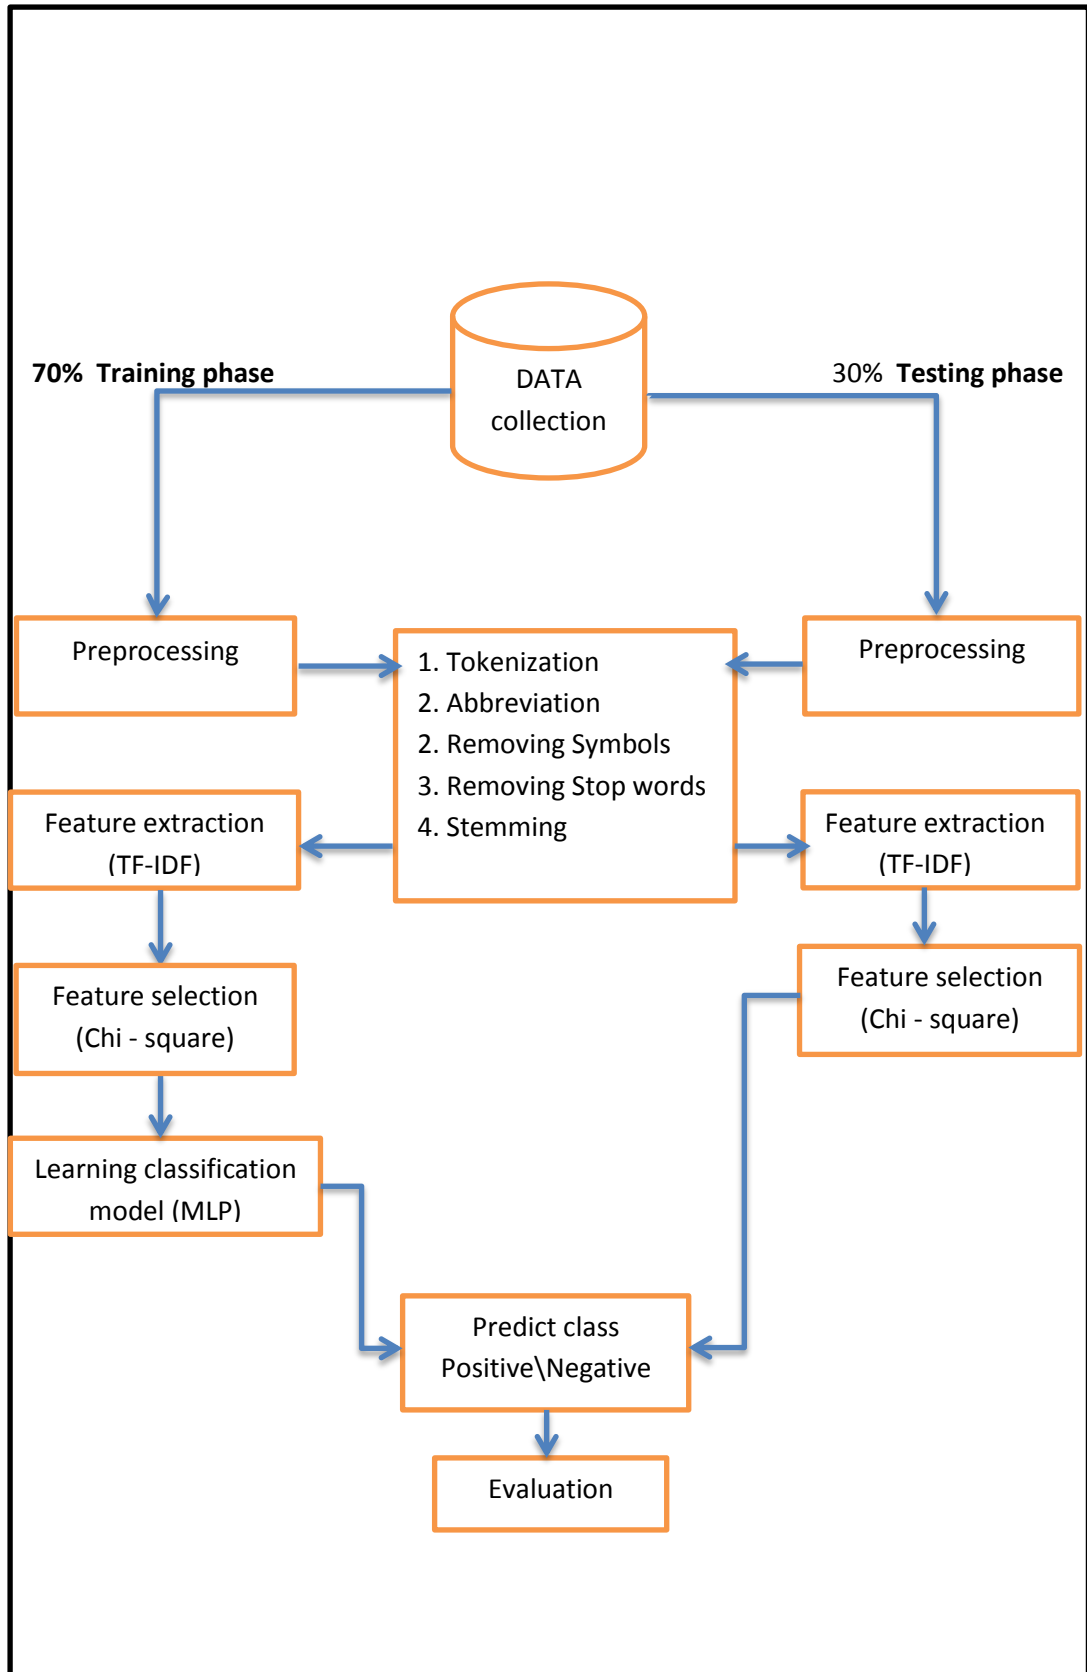 DATA
collection
70%  Training phase
30%  Testing phase
Preprocessing
1. Tokenization
2. Abbreviation
2. Removing Symbols
3. Removing Stop words
4. Stemming
Preprocessing
Feature extraction
(TF-IDF)
Feature extraction
(TF-IDF)
Feature selection
(Chi - square)
Feature selection
(Chi - square)
Learning classification
model (MLP)
Predict class
Positive\Negative
Evaluation